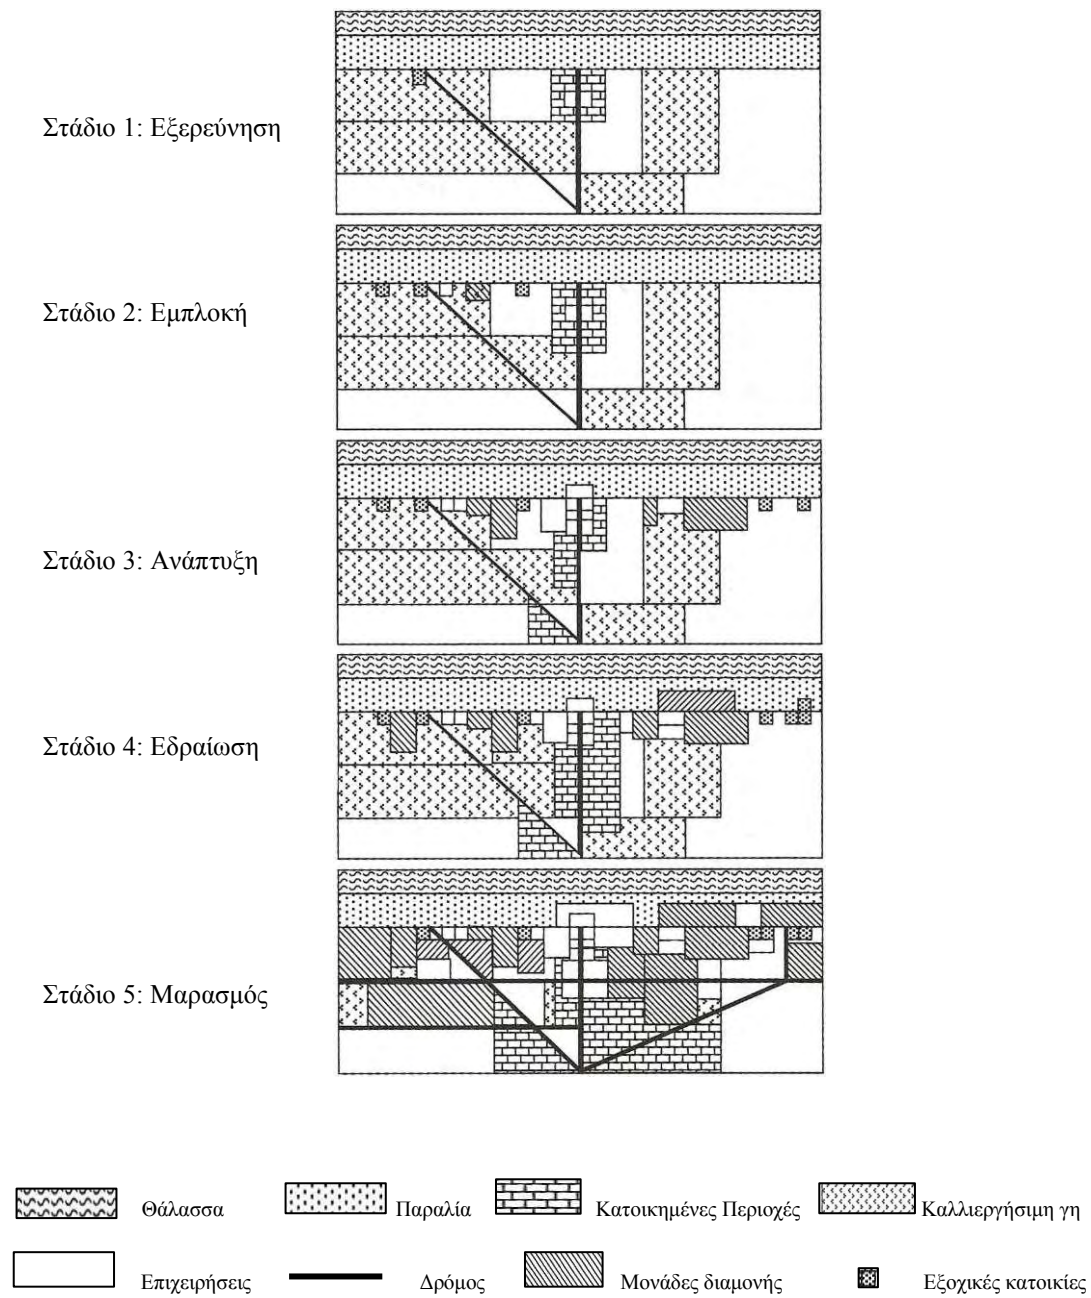 Στάδιο 1: Εξερεύνηση
Στάδιο 2: Εμπλοκή
Στάδιο 3: Ανάπτυξη
Στάδιο 4: Εδραίωση
Στάδιο 5: Μαρασμός
Θάλασσα
Παραλία
Κατοικημένες Περιοχές
Καλλιεργήσιμη γη
Επιχειρήσεις
Δρόμος
Μονάδες διαμονής
Εξοχικές κατοικίες